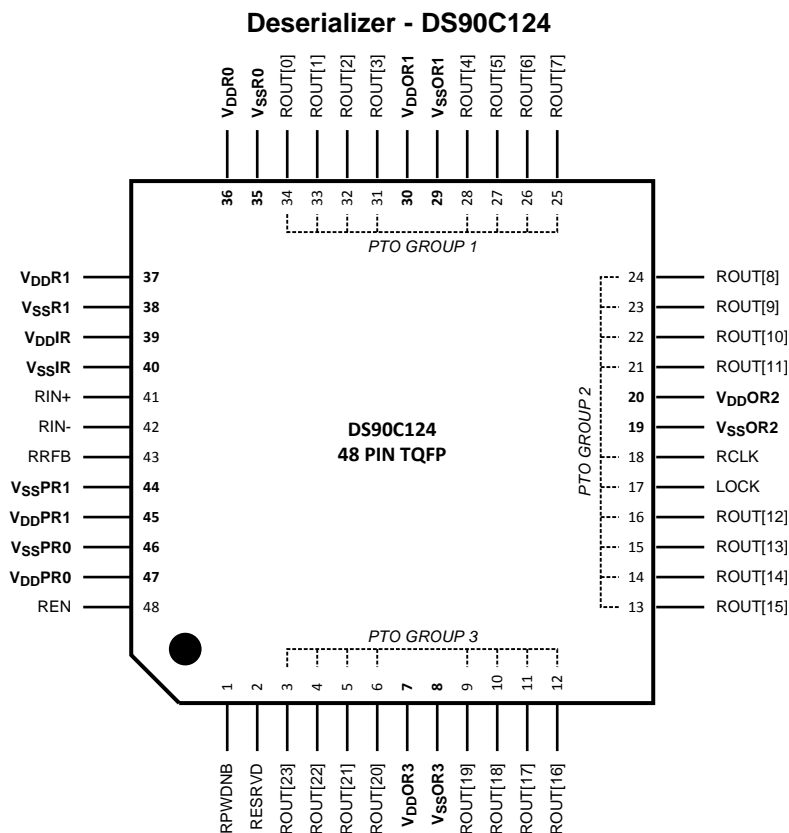 Deserializer - DS90C124
VDDR0
VSSR0
ROUT[0]
ROUT[1]
ROUT[2]
ROUT[3]
VDDOR1
VSSOR1
ROUT[4]
ROUT[5]
ROUT[6]
ROUT[7]
36
35
34
33
32
31
30
29
28
27
26
25
PTO GROUP 1
VDDR1 37
VSSR1 38
VDDIR 39
VSSIR 40
RIN+ 41
RIN- 42
RRFB 43
VSSPR1 44
VDDPR1 45
VSSPR0 46
VDDPR0 47
REN 48
DS90C124
48 PIN TQFP
PTO GROUP 2
24 ROUT[8]
23 ROUT[9]
22 ROUT[10]
21 ROUT[11]
20 VDDOR2
19 VSSOR2
18 RCLK
17 LOCK
16 ROUT[12]
15 ROUT[13]
14 ROUT[14]
13 ROUT[15]
PTO GROUP 3
1
2
3
4
5
6
7
8
9
10
11
12
RPWDNB
RESRVD
ROUT[23]
ROUT[22]
ROUT[21]
ROUT[20]
VDDOR3
VSSOR3
ROUT[19]
ROUT[18]
ROUT[17]
ROUT[16]